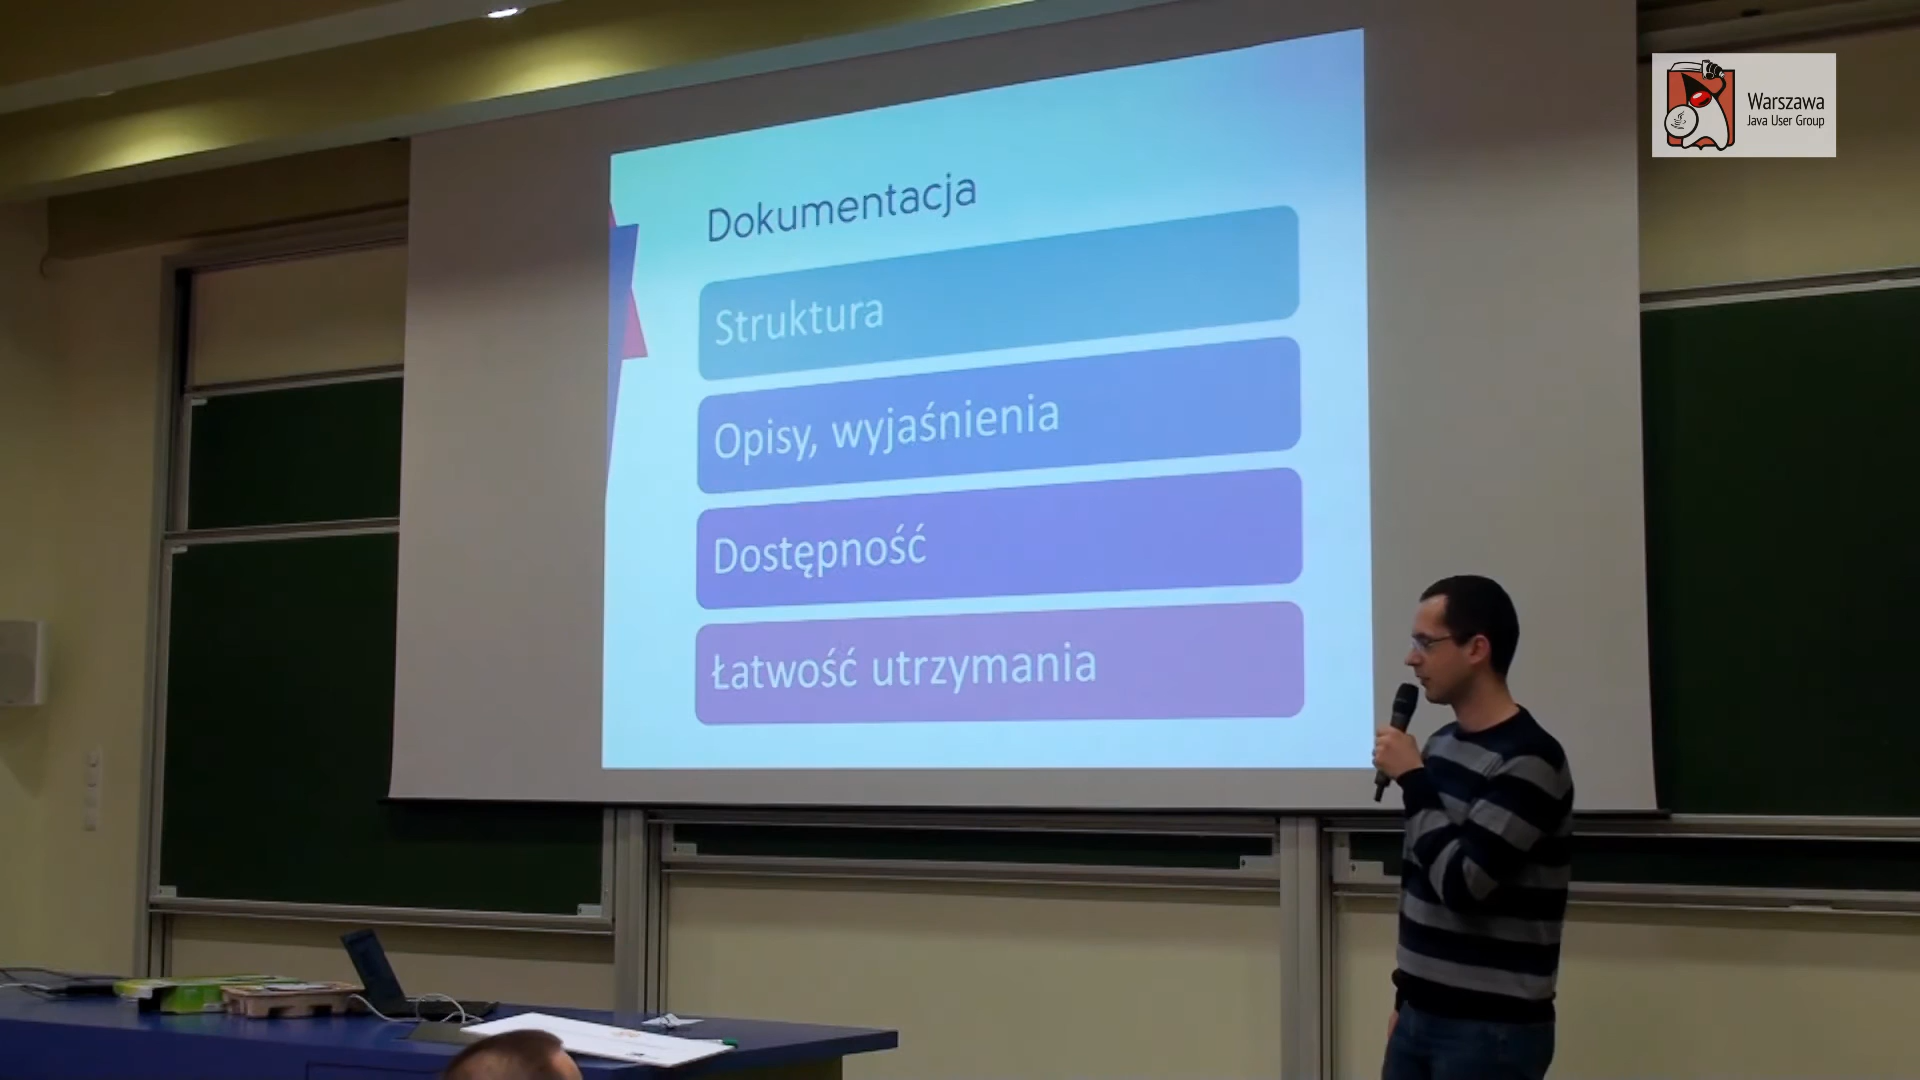 Dokumentacja
Struktura
Opisy, wyjaśnienia
Dostępność
Łatwość utrzymania
Warszawa
Java User Group